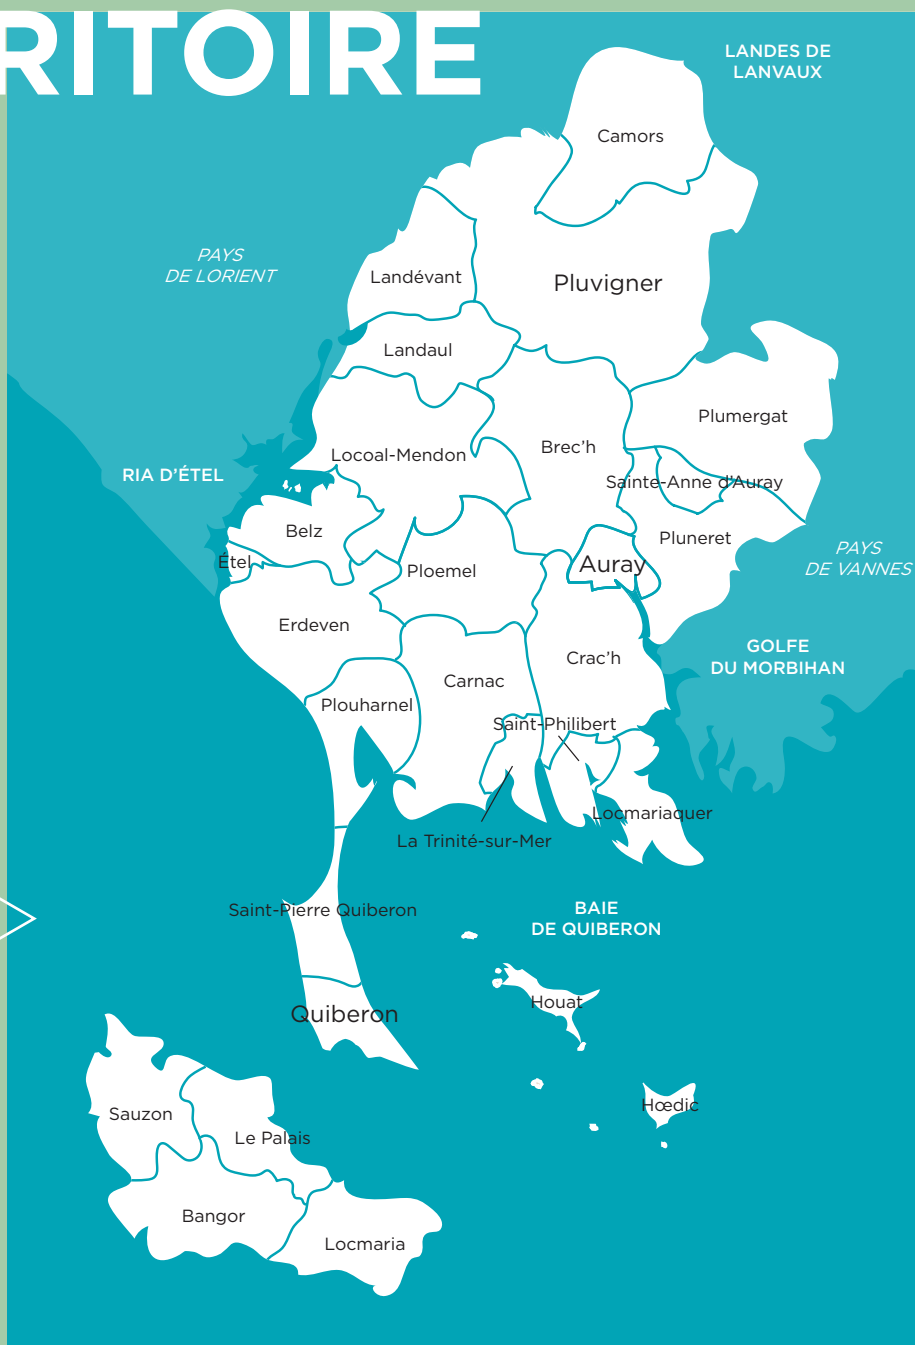 RITOIRE
LANDES DE
LANVAUX
Camors
PAYS
DE LORIENT
Landévant
Pluvigner
Landaul
Plumergat
Brec’h
Locoal-Mendon
RIA D’ÉTEL
Sainte-Anne d’Auray
Belz
Pluneret
PAYS
DE VANNES
Étel
Ploemel
Auray
Erdeven
GOLFE
DU MORBIHAN
Crac’h
Carnac
Plouharnel
Saint-Philibert
Locmariaquer
La Trinité-sur-Mer
Saint-Pierre Quiberon
BAIE
DE QUIBERON
Houat
Quiberon
Hœdic
Sauzon
Le Palais
Bangor
Locmaria